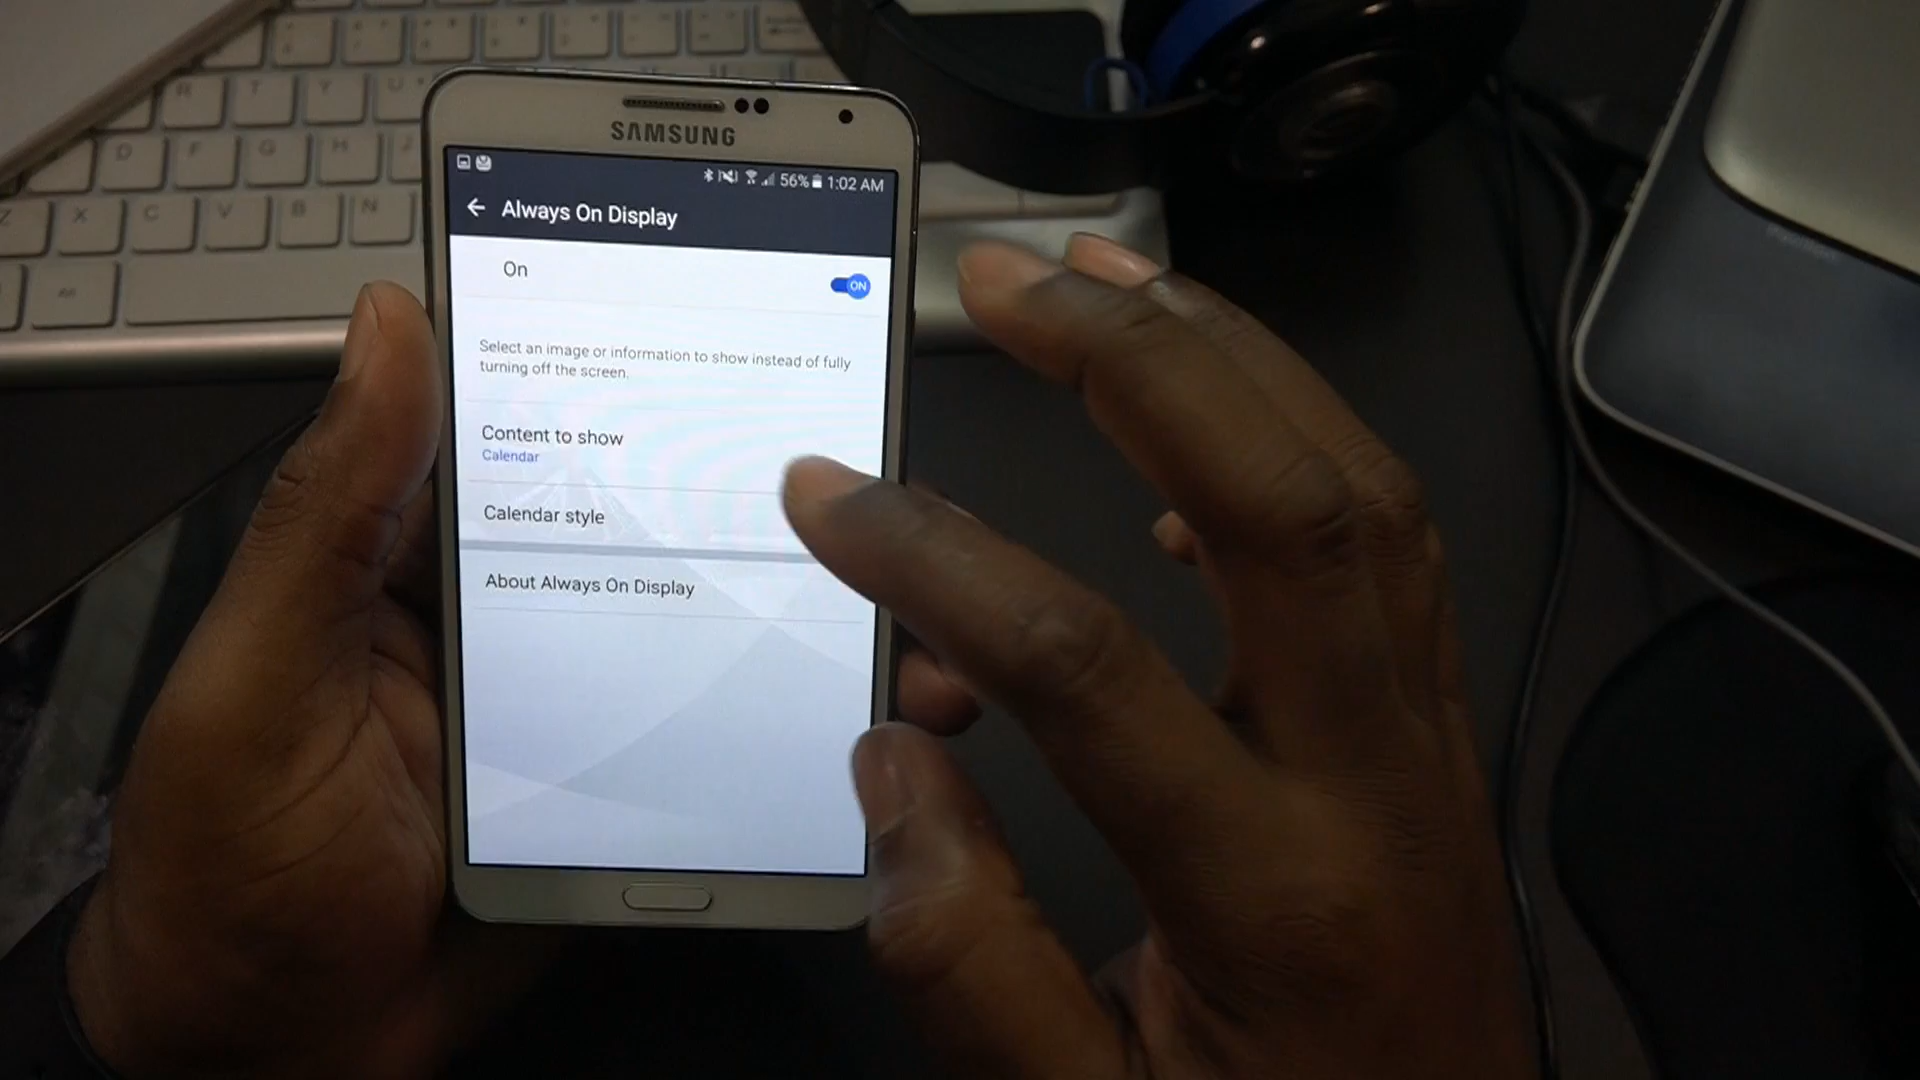 SAMSUNG
56% 1:02 AM
Always On Display
On
ON
Select an image or information to show instead of fully
turning off the screen.
Content to show
Calendar
Calendar style
About Always On Display
R T Y U
D F G H J
Z X C V B N